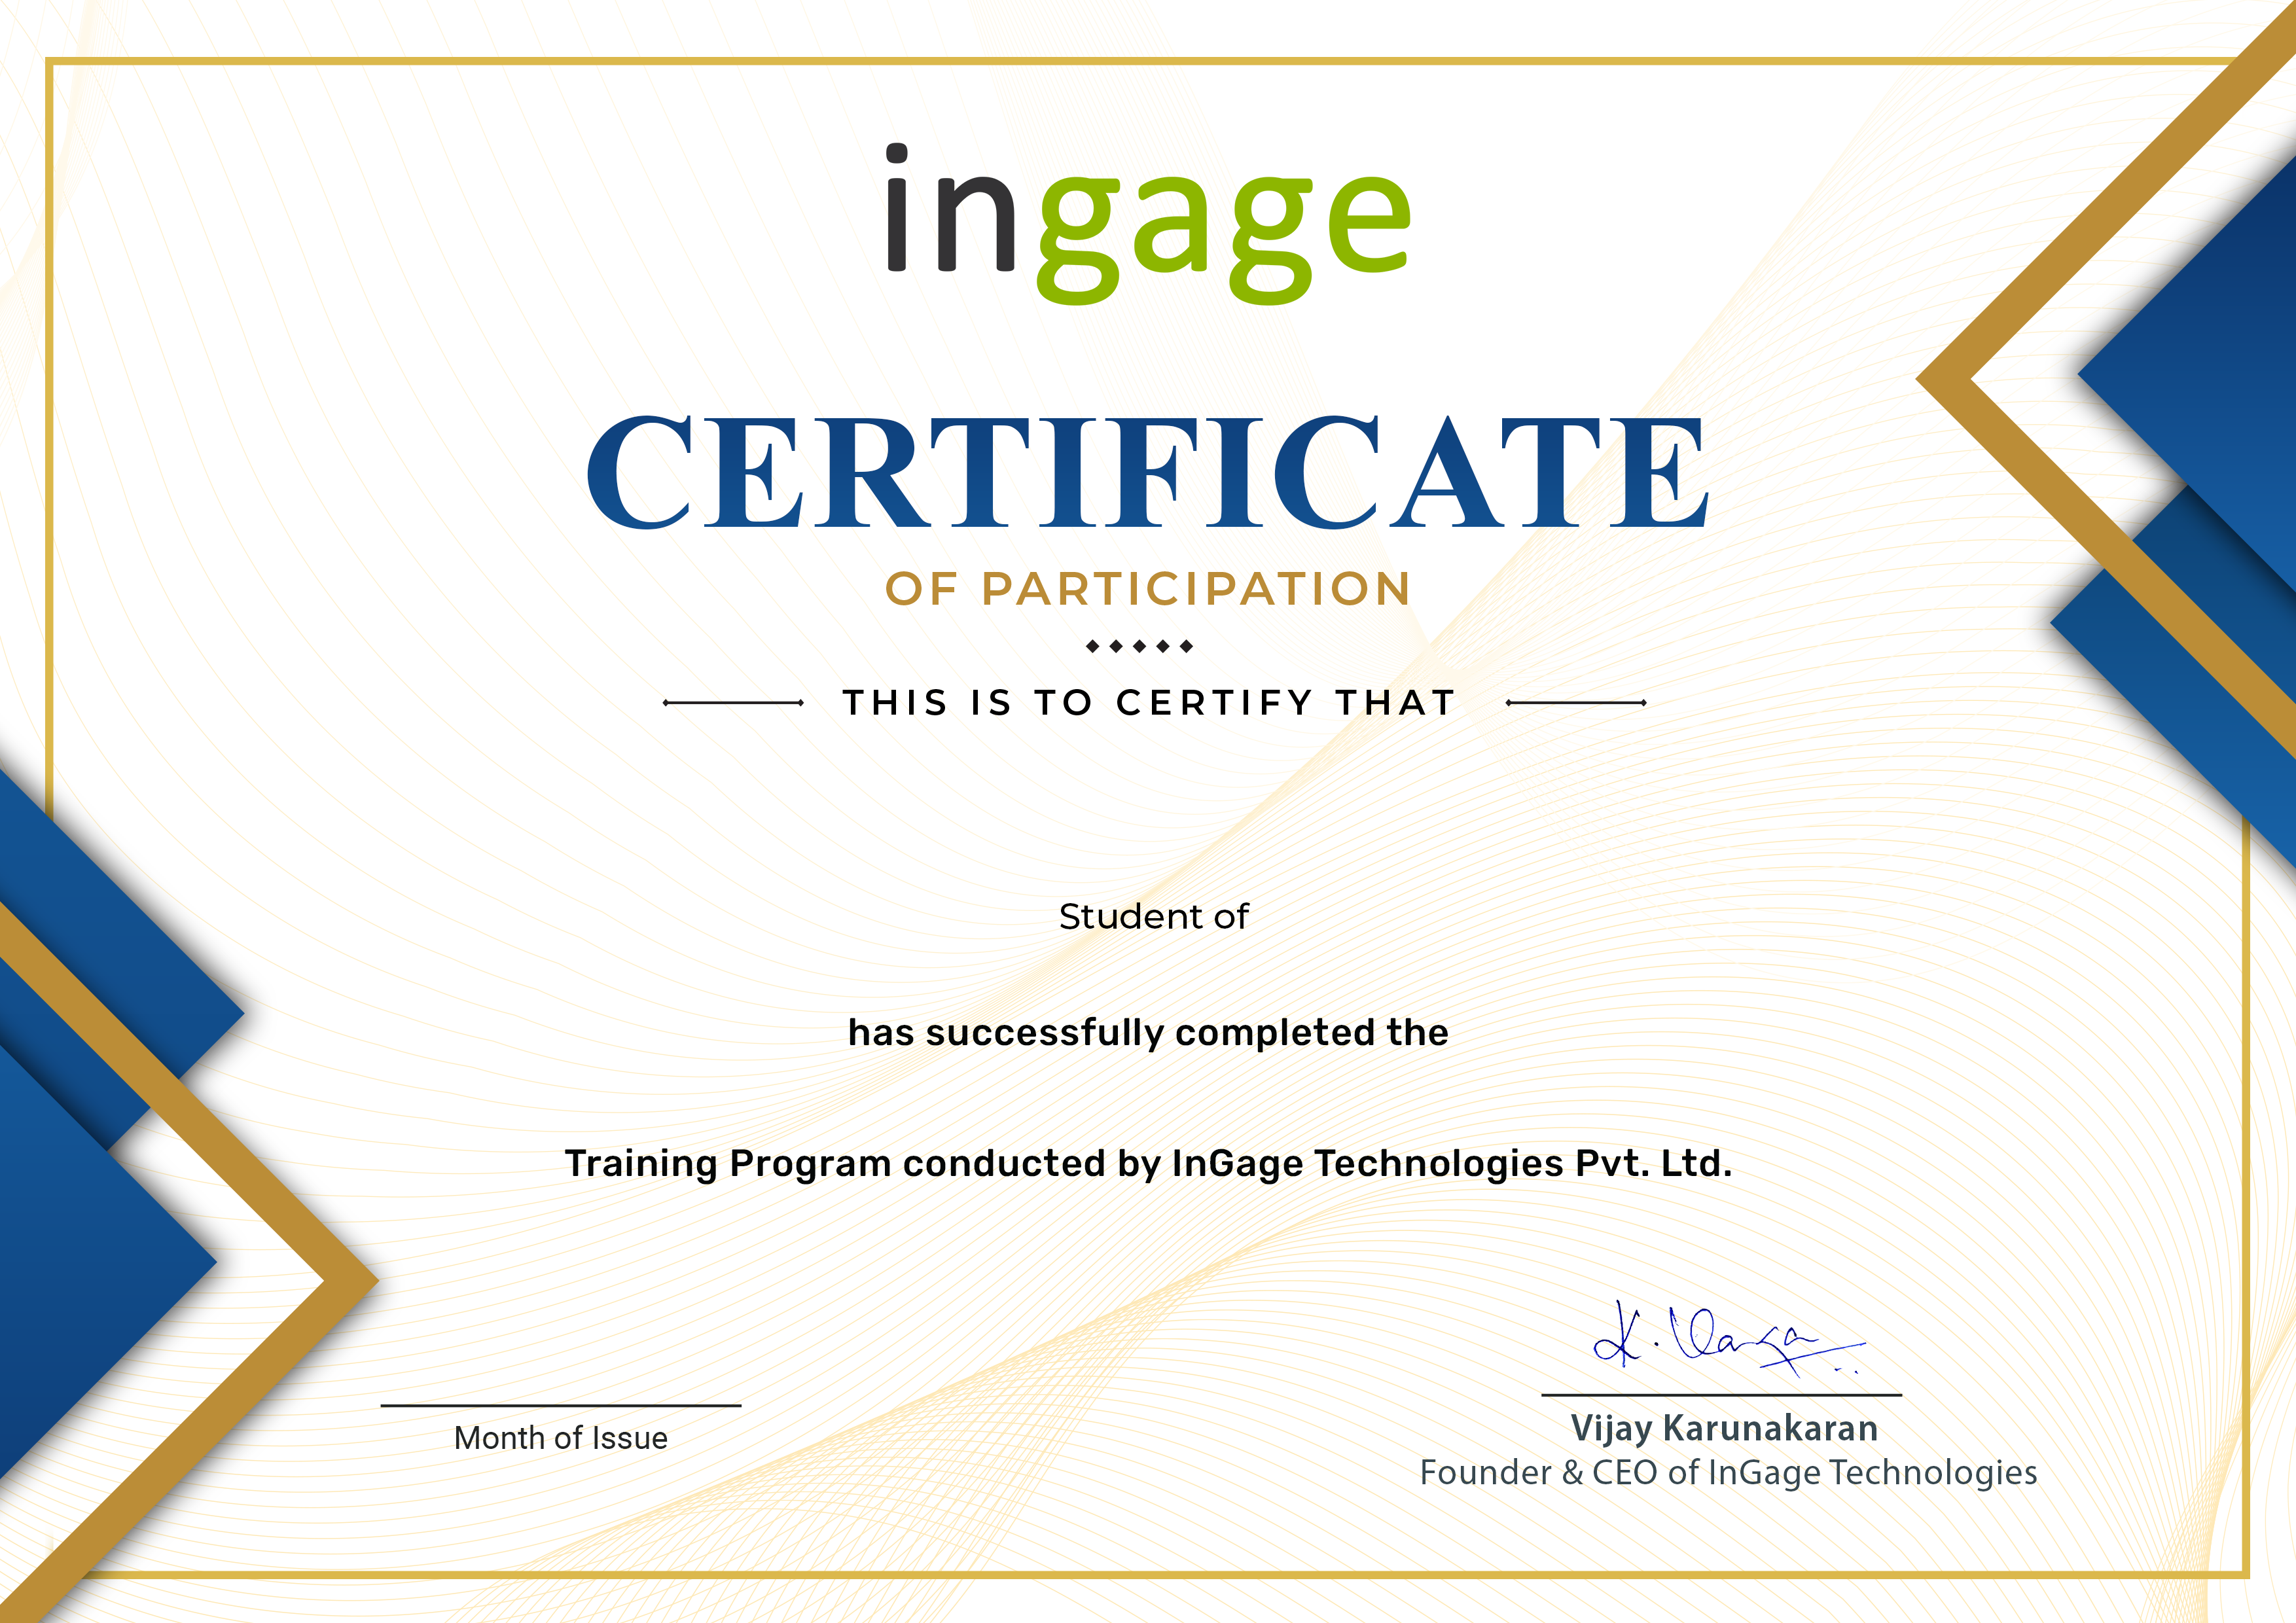 ingage
CERTIFICATE
OF PARTICIPATION
THIS IS TO CERTIFY THAT
Student of
has successfully completed the
Training Program conducted by InGage Technologies Pvt. Ltd.
Month of Issue
Vijay Karunakaran
Founder & CEO of InGage Technologies